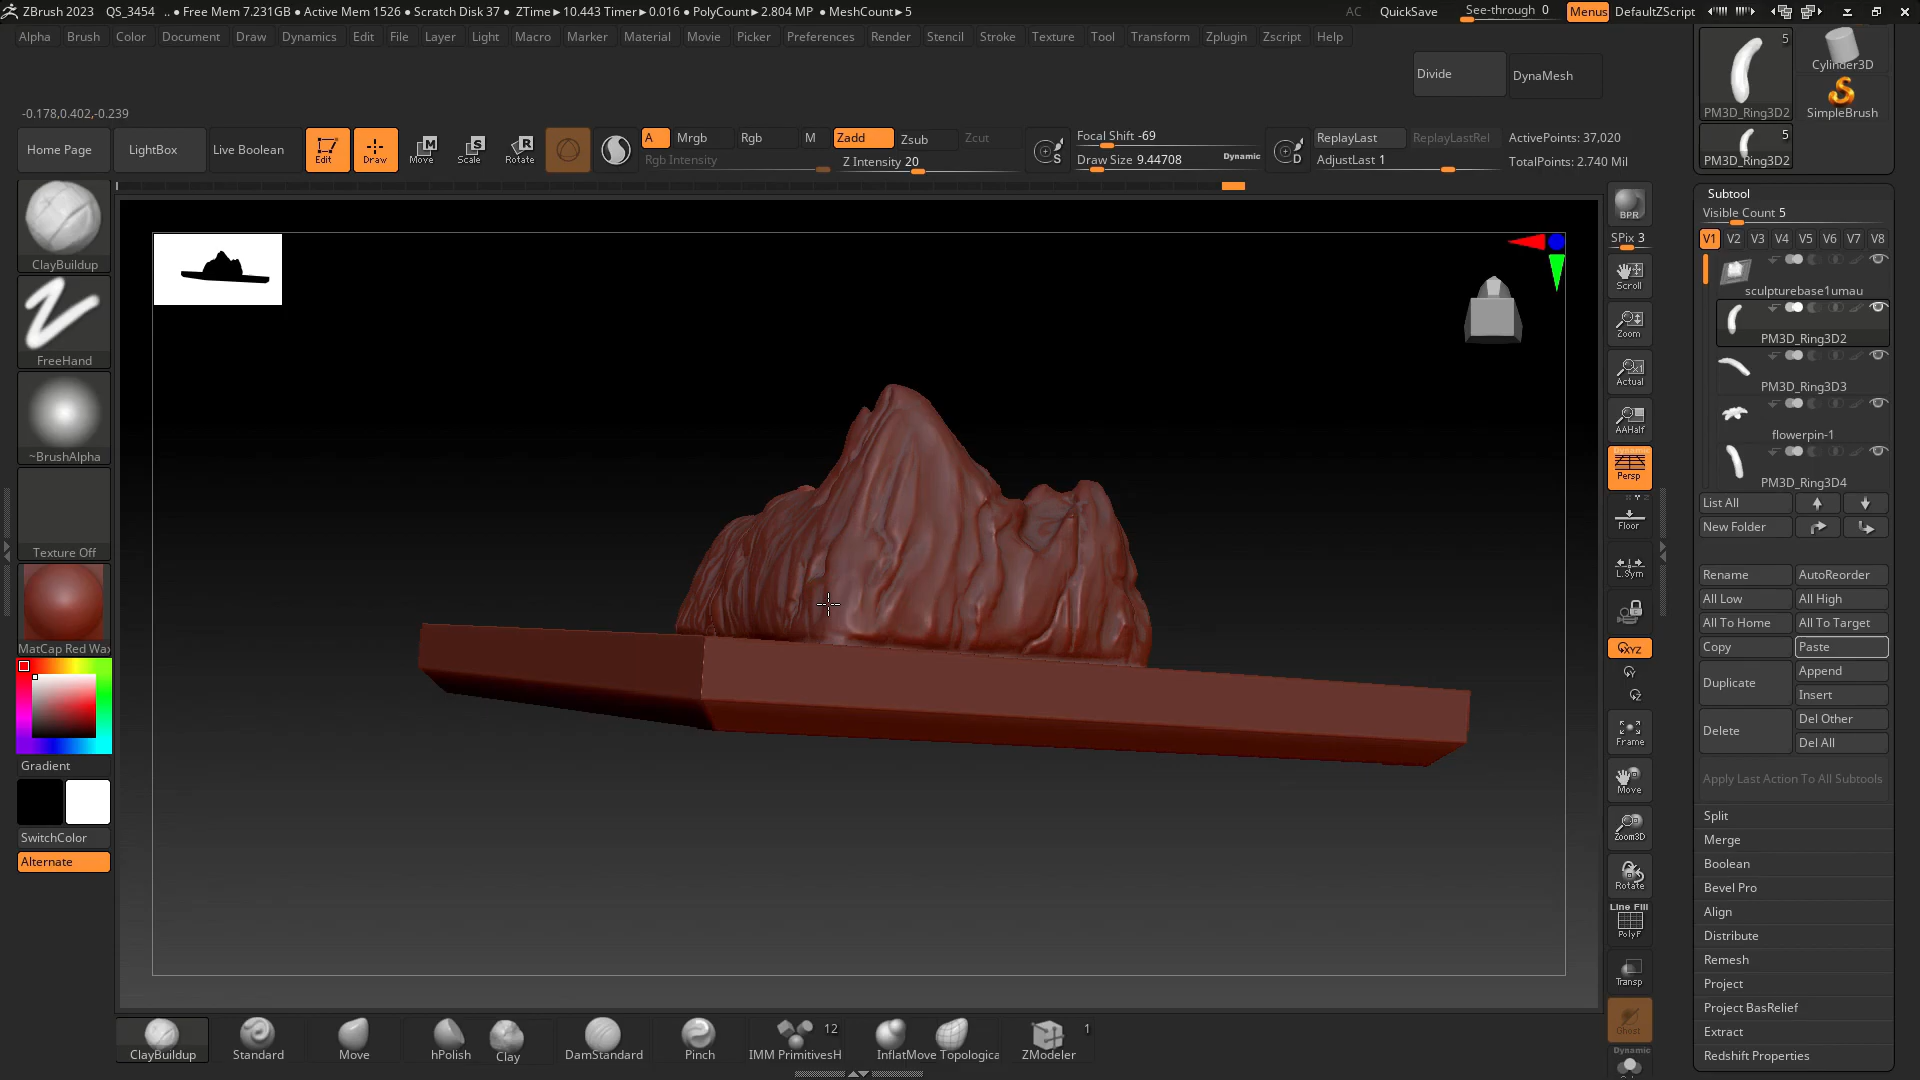 ZBrush 2023 QS_3454 .. ● Free Mem 7.231GB ● Active Mem 1526 ● Scratch Disk 37 ● ZTime►10.443 Timer►0.016 ● PolyCount►2.804 MP ● MeshCount►5 AC QuickSave See-through 0 Menus DefaultZScript
Alpha Brush Color Document Draw Dynamics Edit File Layer Light Macro Marker Material Movie Picker Preferences Render Stencil Stroke Texture Tool Transform Zplugin Zscript Help
Divide DynaMesh
-0.178,0.402,-0.239
Home Page LightBox Live Boolean Edit Draw Move Scale Rotate
A Mrgb Rgb M Zadd Zsub Zcut
Rgb Intensity Z Intensity 20
Focal Shift -69
Draw Size 9.44708 Dynamic
ReplayLast ReplayLastRel
AdjustLast 1
ActivePoints: 37,020
TotalPoints: 2.740 Mil
ClayBuildup
FreeHand
~BrushAlpha
Texture Off
MatCap Red Wax
Gradient
SwitchColor
Alternate
BPR
SPix 3
Scroll
Zoom
Actual
AAHalf
Dynamic
Persp
Floor
L.Sym
XYZ
Frame
Move
Zoom3D
Rotate
Line Fill
PolyF
Transp
Ghost
Dynamic
5
PM3D_Ring3D2
Cylinder3D
SimpleBrush
5
PM3D_Ring3D2
Subtool
Visible Count 5
V1 V2 V3 V4 V5 V6 V7 V8
sculpturebase1umau
PM3D_Ring3D2
PM3D_Ring3D3
flowerpin-1
PM3D_Ring3D4
List All
New Folder
Rename AutoReorder
All Low All High
All To Home All To Target
Copy Paste
Duplicate Append
Insert
Delete Del Other
Del All
Apply Last Action To All Subtools
Split
Merge
Boolean
Bevel Pro
Align
Distribute
Remesh
Project
Project BasRelief
Extract
Redshift Properties
ClayBuildup Standard Move hPolish Clay DamStandard Pinch IMM PrimitivesH 12 Inflat Move Topologica ZModeler 1